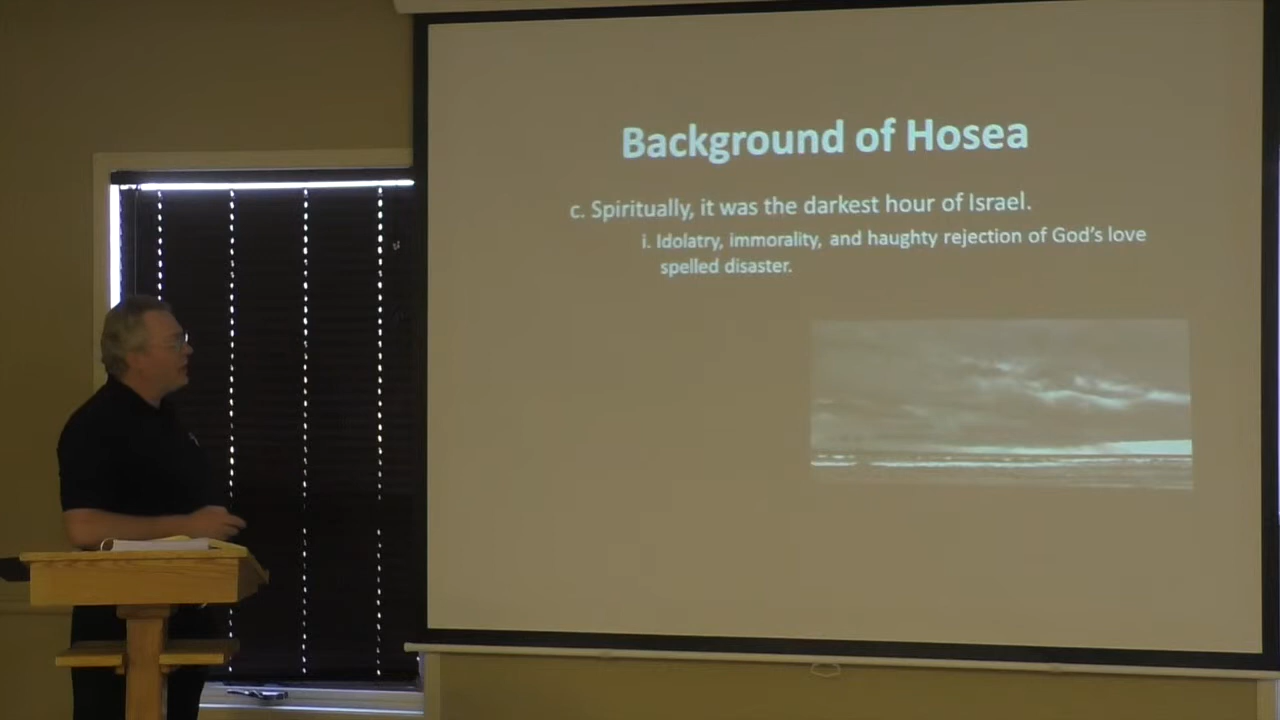 Background of Hosea
c. Spiritually, it was the darkest hour of Israel.
i. Idolatry, immorality, and haughty rejection of God's love
spelled disaster.